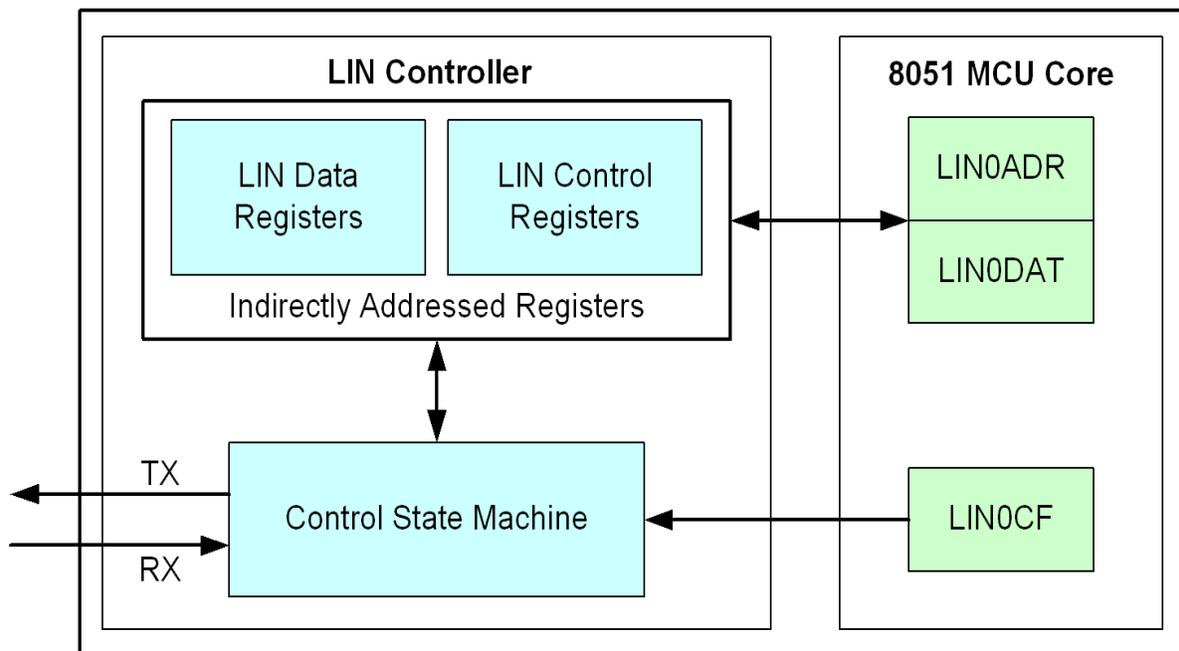 LIN Controller
8051 MCU Core
LIN Data
Registers
LIN Control
Registers
LIN0ADR
LIN0DAT
Indirectly Addressed Registers
TX
Control State Machine
LIN0CF
RX